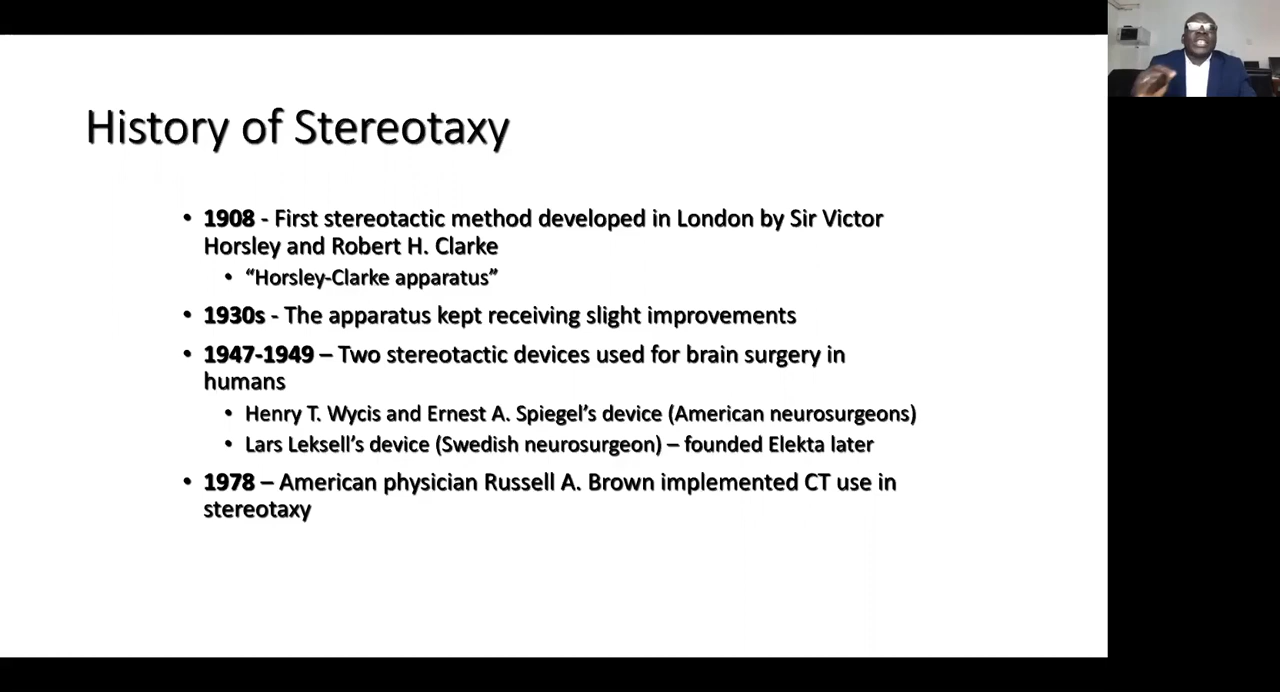 History of Stereotaxy
• 1908 - First stereotactic method developed in London by Sir Victor
Horsley and Robert H. Clarke
• “Horsley-Clarke apparatus”
• 1930s - The apparatus kept receiving slight improvements
• 1947-1949 – Two stereotactic devices used for brain surgery in
humans
• Henry T. Wycis and Ernest A. Spiegel’s device (American neurosurgeons)
• Lars Leksell’s device (Swedish neurosurgeon) – founded Elekta later
• 1978 – American physician Russell A. Brown implemented CT use in
stereotaxy